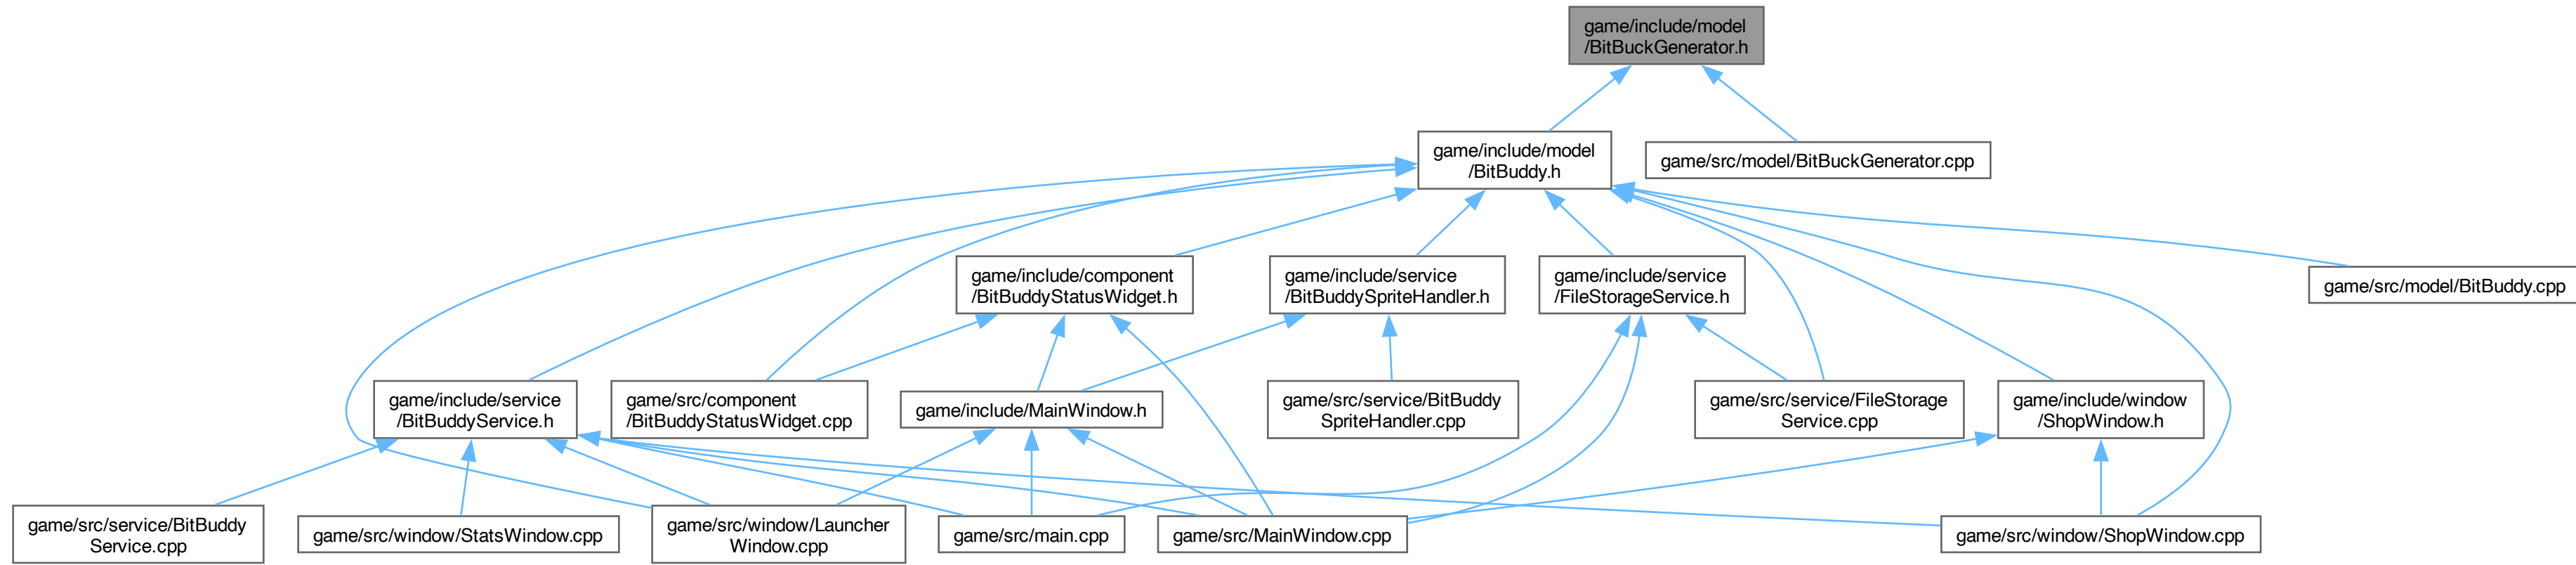 game/include/model
/BitBuckGenerator.h
game/include/model
/BitBuddy.h
game/src/model/BitBuckGenerator.cpp
game/include/component
/BitBuddyStatusWidget.h
game/include/service
/BitBuddySpriteHandler.h
game/include/service
/FileStorageService.h
game/src/model/BitBuddy.cpp
game/include/service
/BitBuddyService.h
game/src/component
/BitBuddyStatusWidget.cpp
game/include/MainWindow.h
game/src/service/BitBuddy
SpriteHandler.cpp
game/src/service/FileStorage
Service.cpp
game/include/window
/ShopWindow.h
game/src/service/BitBuddy
Service.cpp
game/src/window/StatsWindow.cpp
game/src/window/Launcher
Window.cpp
game/src/main.cpp
game/src/MainWindow.cpp
game/src/window/ShopWindow.cpp